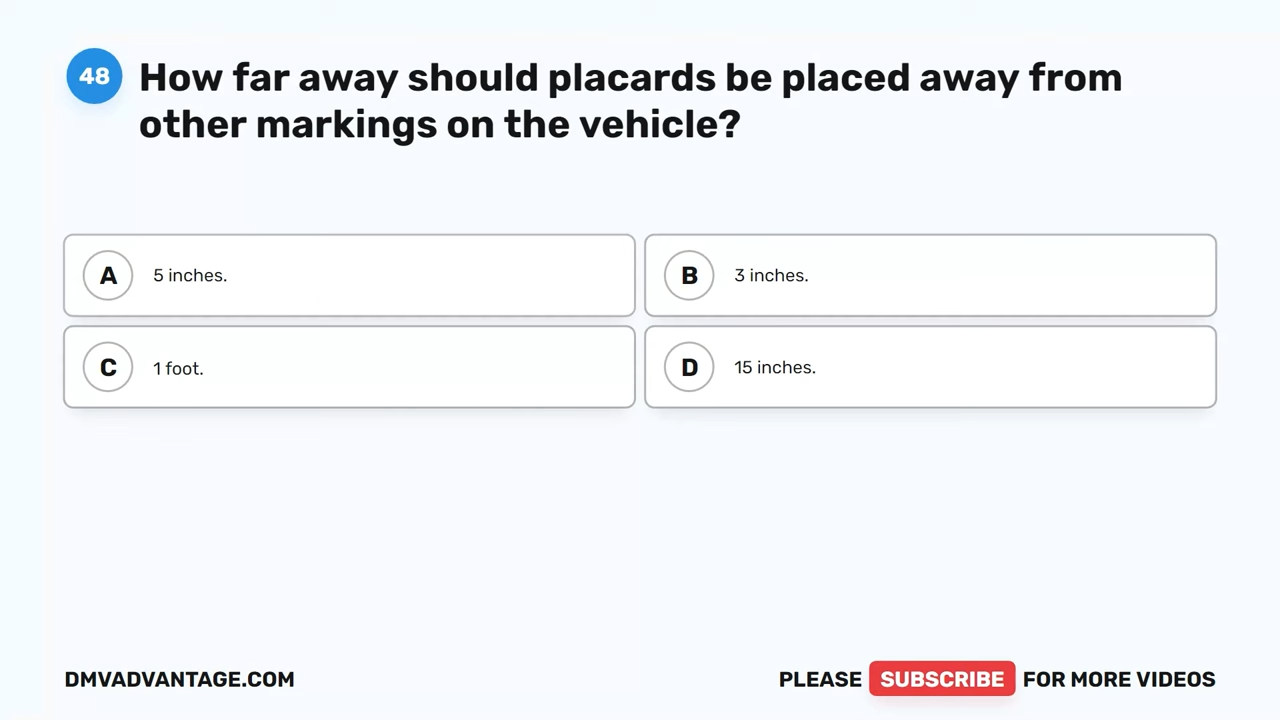 48
How far away should placards be placed away from
other markings on the vehicle?
A 5 inches.
B 3 inches.
C 1 foot.
D 15 inches.
DMVADVANTAGE.COM
PLEASE SUBSCRIBE FOR MORE VIDEOS